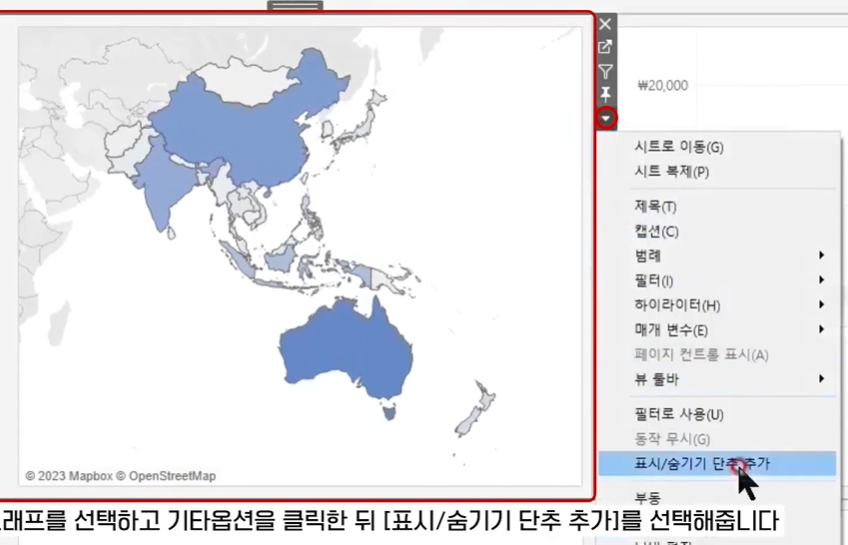 ₩20,000
시트로 이동(G)
시트 복제(P)
제목(T)
캡션(C)
범례
필터(I)
하이라이터(H)
매개 변수(E)
페이지 컨트롤 표시(A)
뷰 툴바
필터로 사용(U)
동작 무시(G)
표시/숨기기 단추 추가
부동
© 2023 Mapbox © OpenStreetMap
래프를 선택하고 기타옵션을 클릭한 뒤 [표시/숨기기 단추 추가]를 선택해줍니다